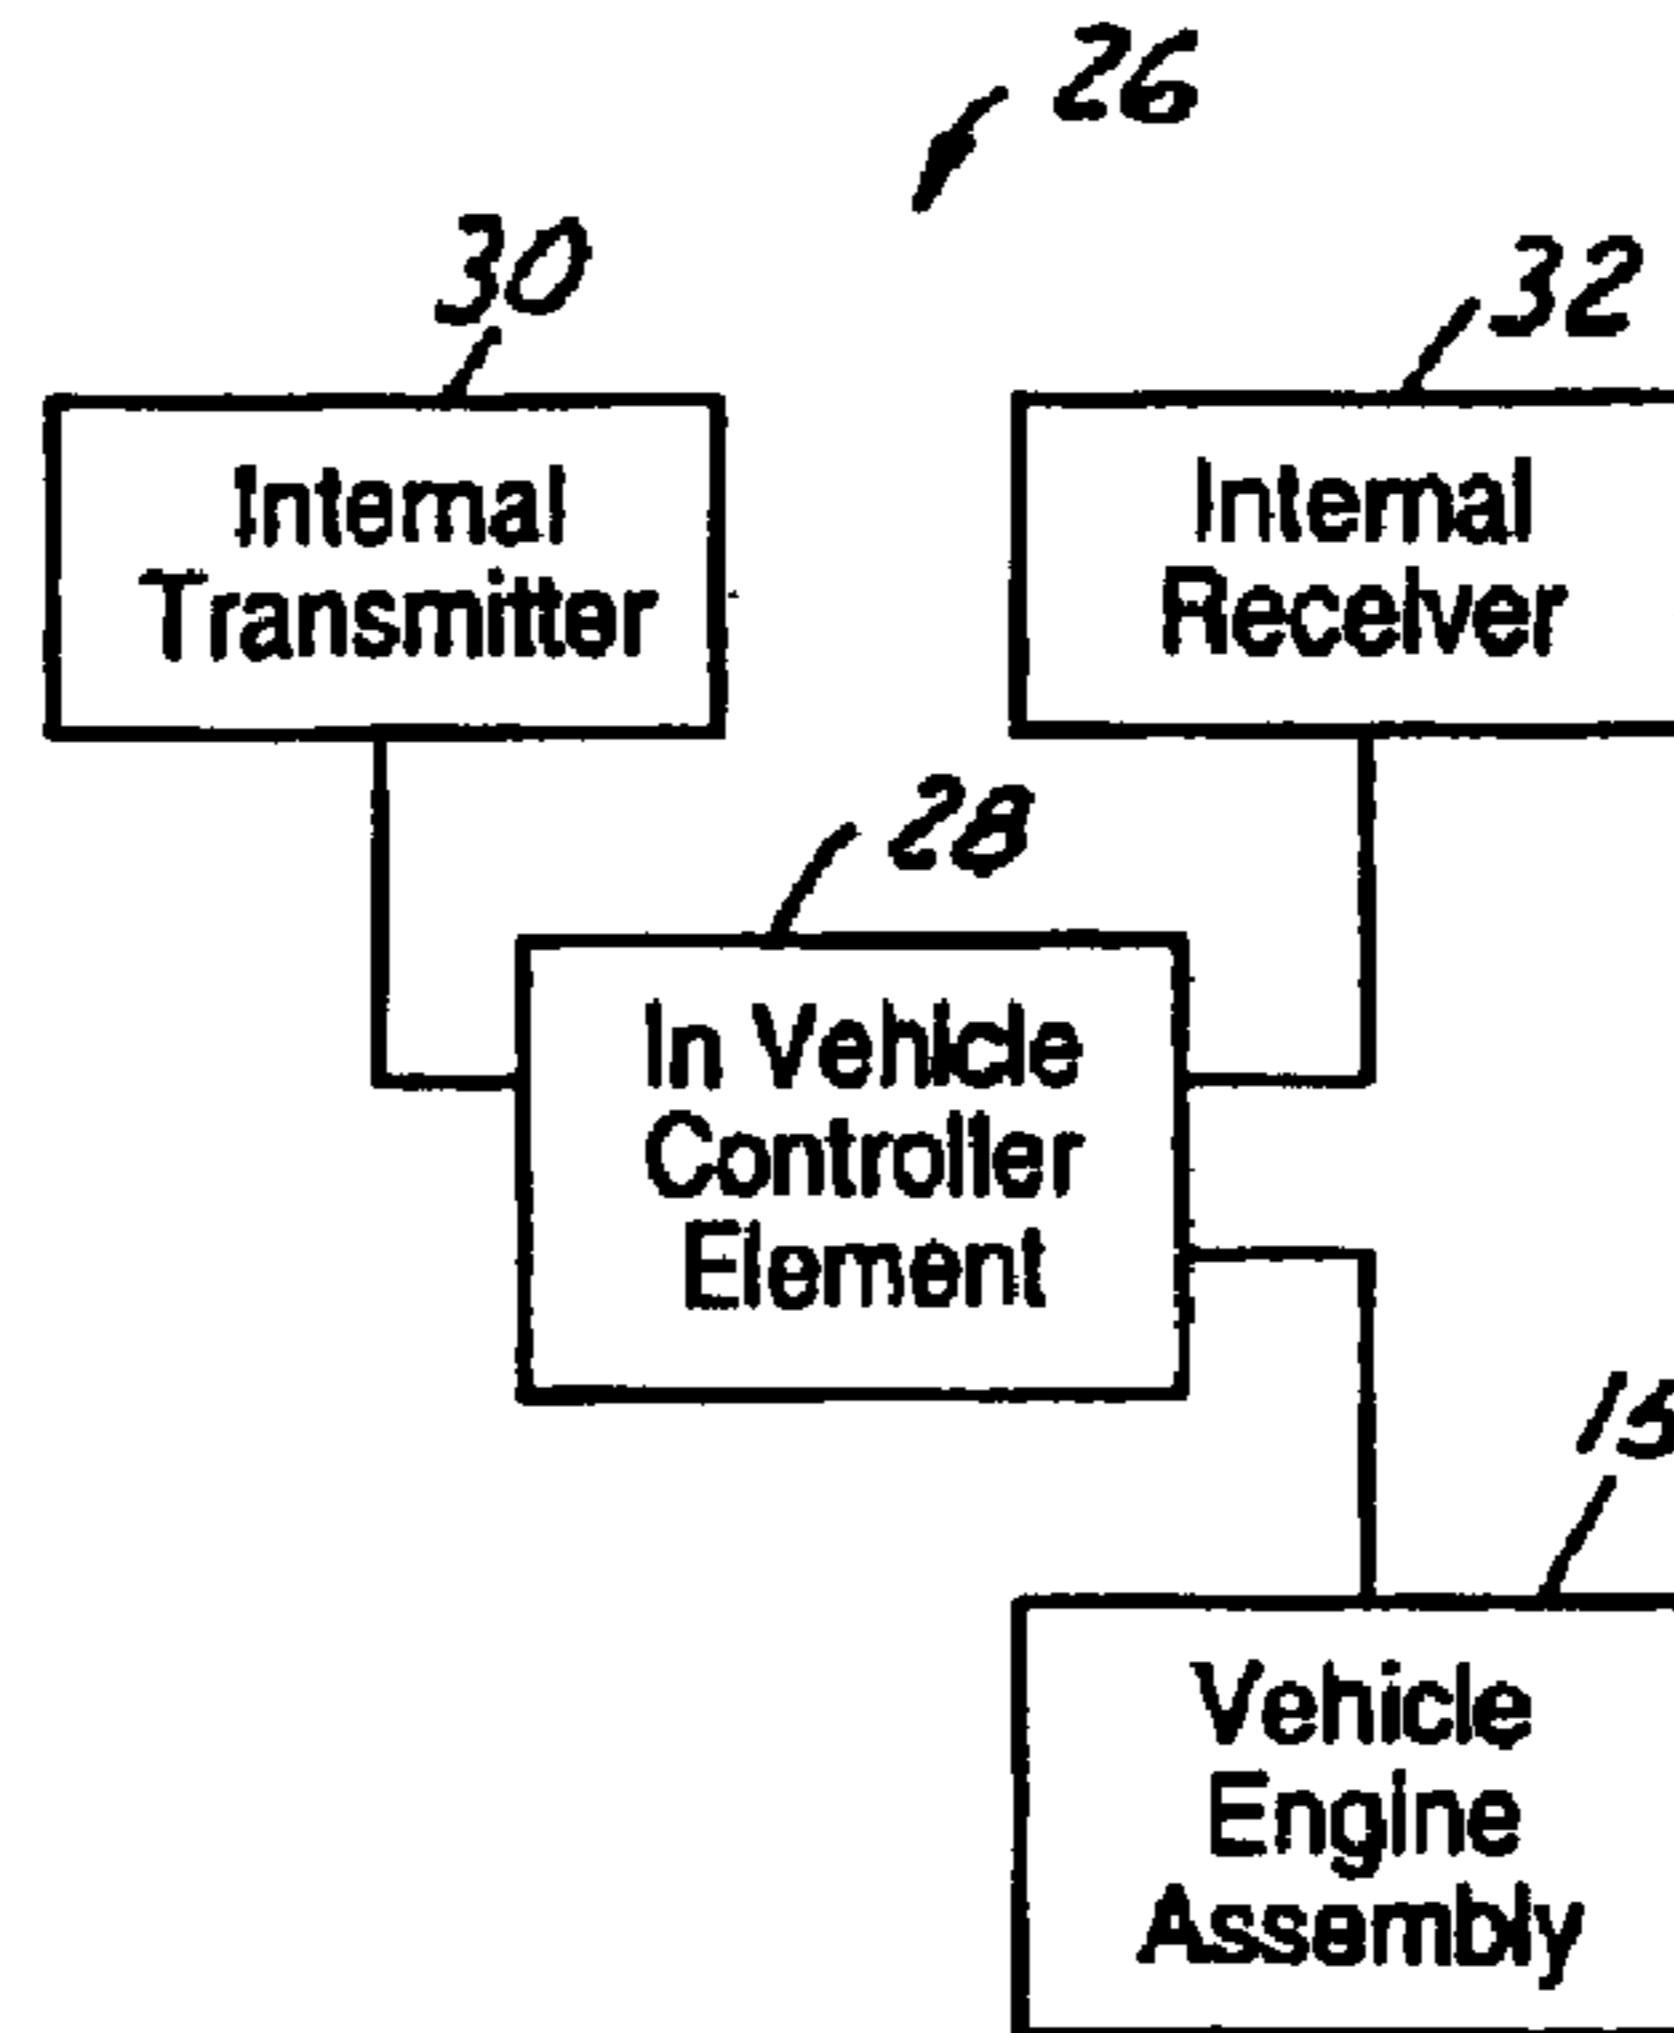 26
30
32
Internal
Transmitter
Internal
Receiver
28
In Vehicle
Controller
Element
15
Vehicle
Engine
Assembly